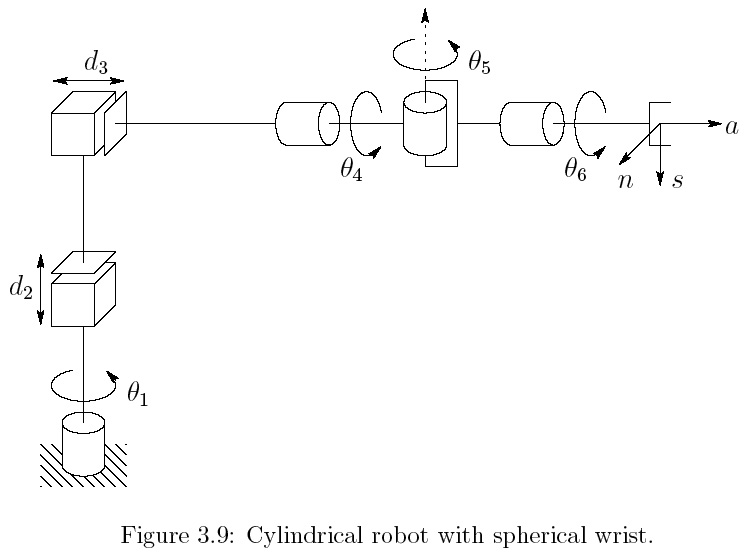 d₃
θ₅
a
θ₄
θ₆
n
s
d₂
θ₁
Figure 3.9: Cylindrical robot with spherical wrist.